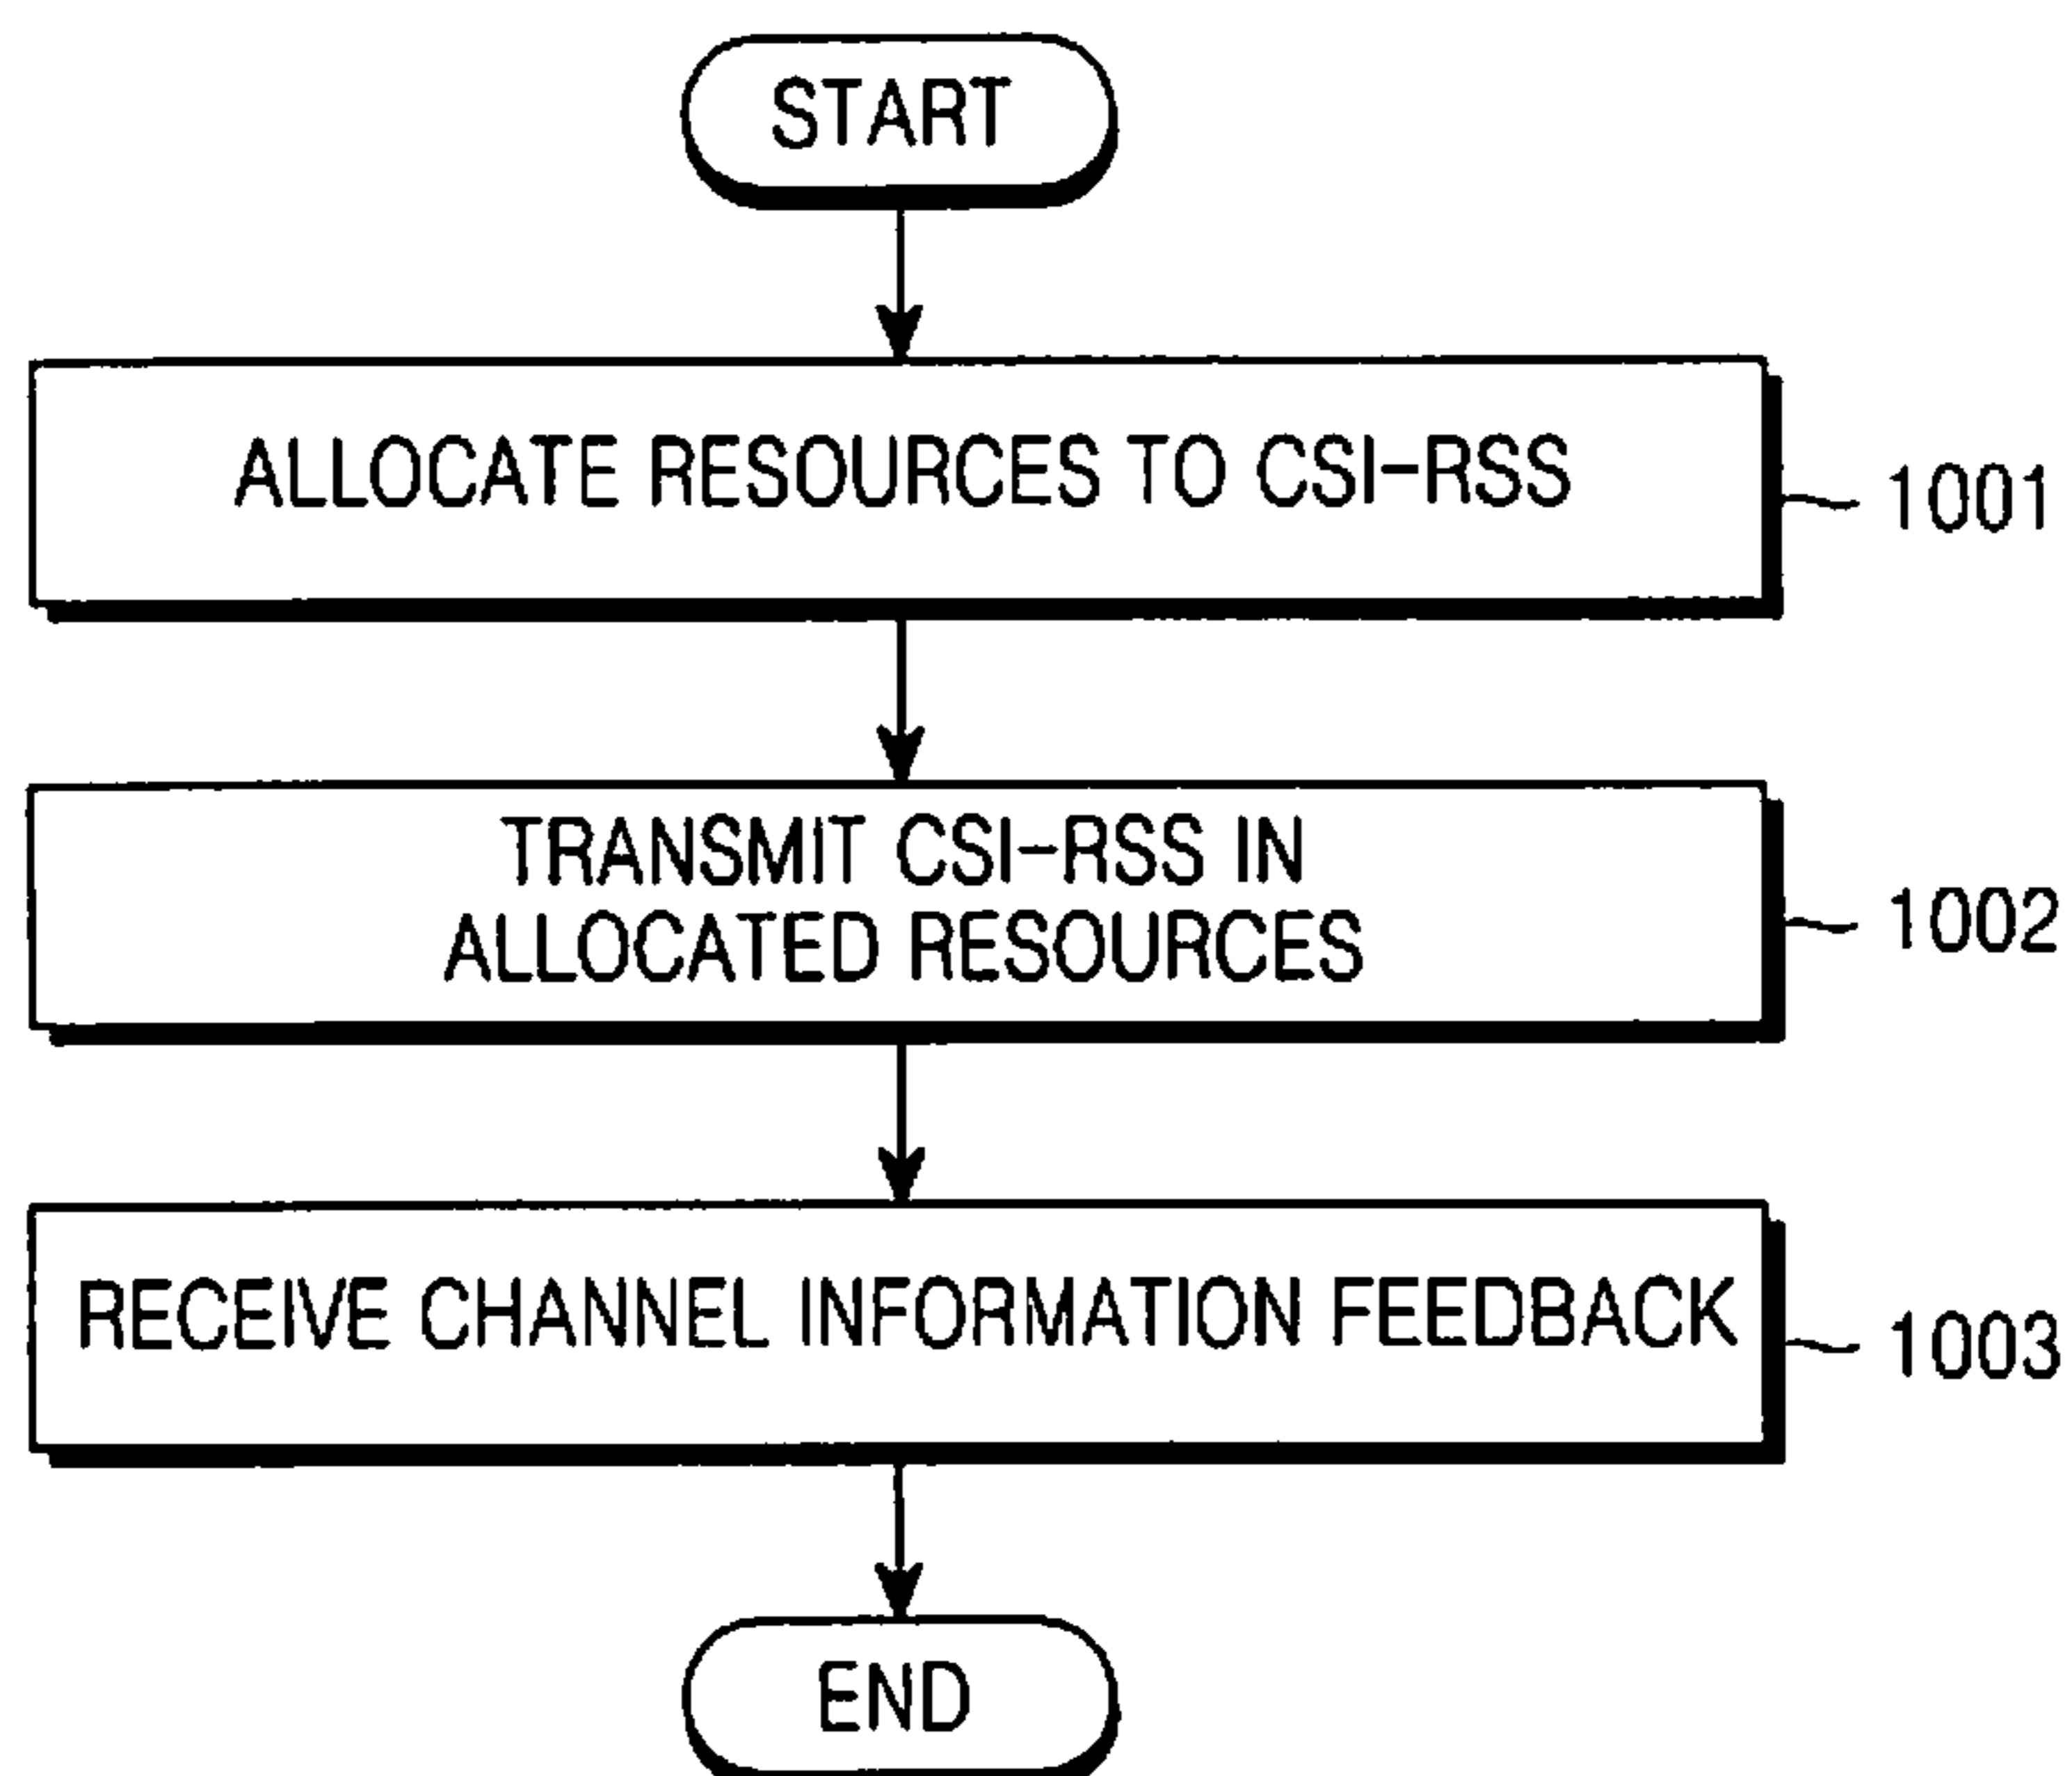 START
ALLOCATE RESOURCES TO CSI-RSS
1001
TRANSMIT CSI-RSS IN
ALLOCATED RESOURCES
1002
RECEIVE CHANNEL INFORMATION FEEDBACK
1003
END